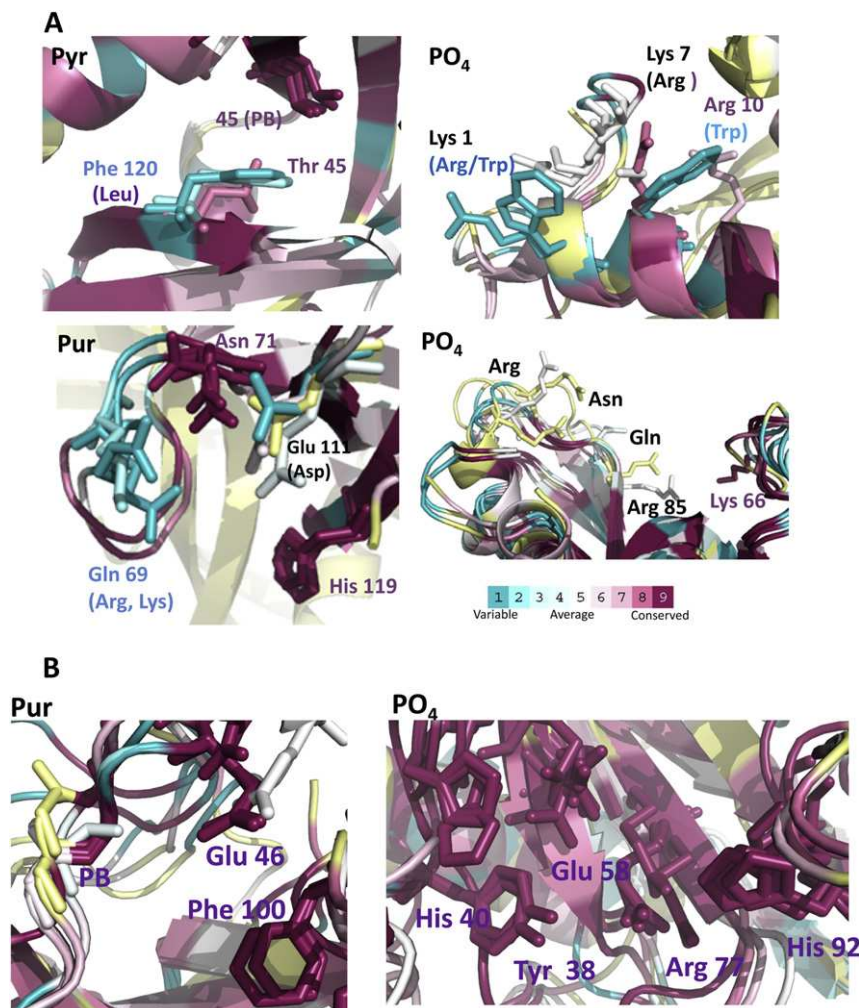 A
Pyr
45 (PB)
Phe 120
(Leu)
Thr 45
PO4
Lys 7
(Arg )
Arg 10
(Trp)
Lys 1
(Arg/Trp)
Pur
Asn 71
Glu 111
(Asp)
Gln 69
(Arg, Lys)
His 119
PO4
Arg
Asn
Gln
Lys 66
Arg 85
1 2 3 4 5 6 7 8 9
Variable Average Conserved
B
Pur
Glu 46
PB
Phe 100
PO4
Glu 58
His 40
Tyr 38
Arg 77
His 92